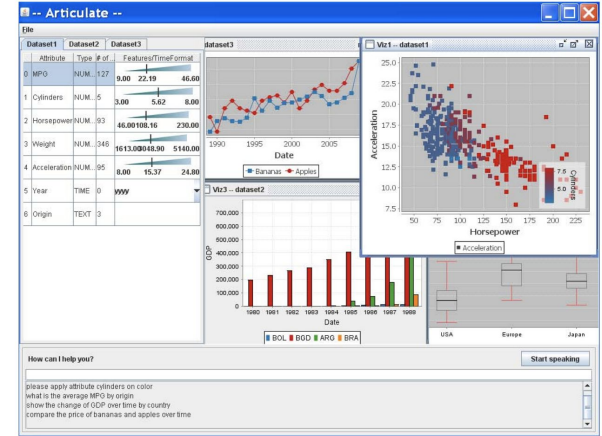 -- Articulate --
File
Dataset1 Dataset2 Dataset3
Attribute Type # of... Features/TimeFormat
0 MPG NUM... 127 9.00 22.19 46.60
1 Cylinders NUM... 5 3.00 5.62 8.00
2 Horsepower NUM... 93 46.00108.16 230.00
3 Weight NUM... 346 1613.003048.90 5140.00
4 Acceleration NUM... 95 8.00 15.37 24.80
5 Year TIME 0 yyyy
6 Origin TEXT 3
dataset3
1990 1995 2000 2005
Date
Bananas Apples
Viz1 -- dataset1
25.0
22.5
20.0
17.5
15.0
12.5
10.0
7.5
Acceleration
50 75 100 125 150 175 200 225
Horsepower
7.5
5.0
Cylinders
Acceleration
Viz3 -- dataset2
700,000
600,000
500,000
400,000
300,000
200,000
100,000
0
GDP
1980 1981 1982 1983 1984 1985 1986 1987 1988
Date
BOL BGD ARG BRA
USA Europe Japan
How can I help you?
Start speaking
please apply attribute cylinders on color
what is the average MPG by origin
show the change of GDP over time by country
compare the price of bananas and apples over time